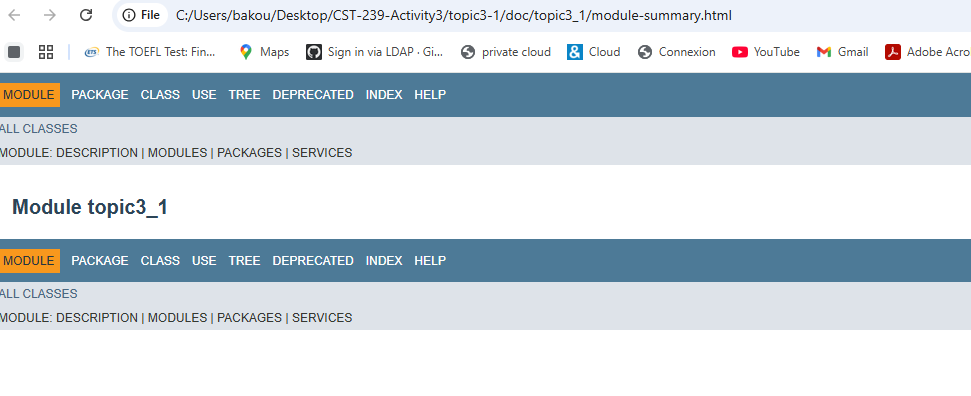 File C:/Users/bakou/Desktop/CST-239-Activity3/topic3-1/doc/topic3_1/module-summary.html
ETS The TOEFL Test: Fin... Maps Sign in via LDAP · Gi... private cloud & Cloud Connexion YouTube Gmail Adobe Acro
MODULE PACKAGE CLASS USE TREE DEPRECATED INDEX HELP
ALL CLASSES
MODULE: DESCRIPTION | MODULES | PACKAGES | SERVICES
Module topic3_1
MODULE PACKAGE CLASS USE TREE DEPRECATED INDEX HELP
ALL CLASSES
MODULE: DESCRIPTION | MODULES | PACKAGES | SERVICES